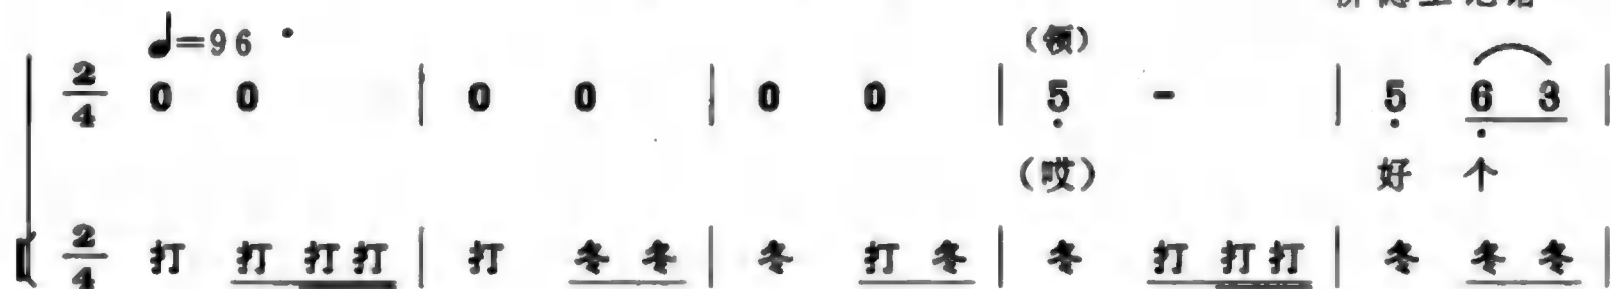 ♩=96
(领)
2/4 0 0 | 0 0 | 0 0 | 5̣ - | 5̣ 6̣ 3 |
(哎) 好 个
2/4 打 打 打打 | 打 冬 冬 | 冬 打 冬 | 冬 打 打打 | 冬 冬 冬 |